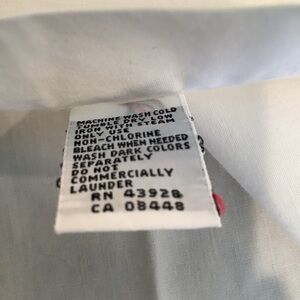 MACHINE WASH COLD
TUMBLE DRY LOW
IRON WITH STEAM
ONLY USE
NON-CHLORINE
BLEACH WHEN NEEDED
WASH DARK COLORS
SEPARATELY
DO NOT
COMMERCIALLY
LAUNDER
RN 43928
CA 08448